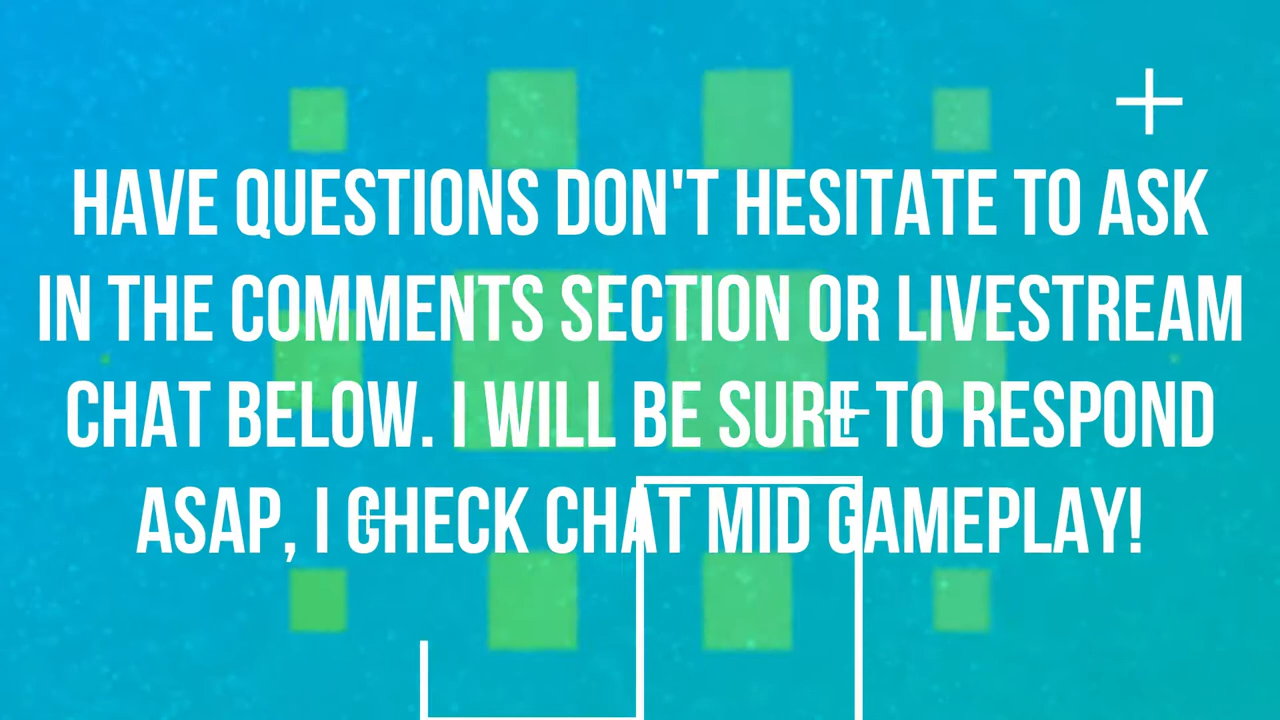 HAVE QUESTIONS DON'T HESITATE TO ASK
IN THE COMMENTS SECTION OR LIVESTREAM
CHAT BELOW. I WILL BE SURE TO RESPOND
ASAP, I CHECK CHAT MID GAMEPLAY!